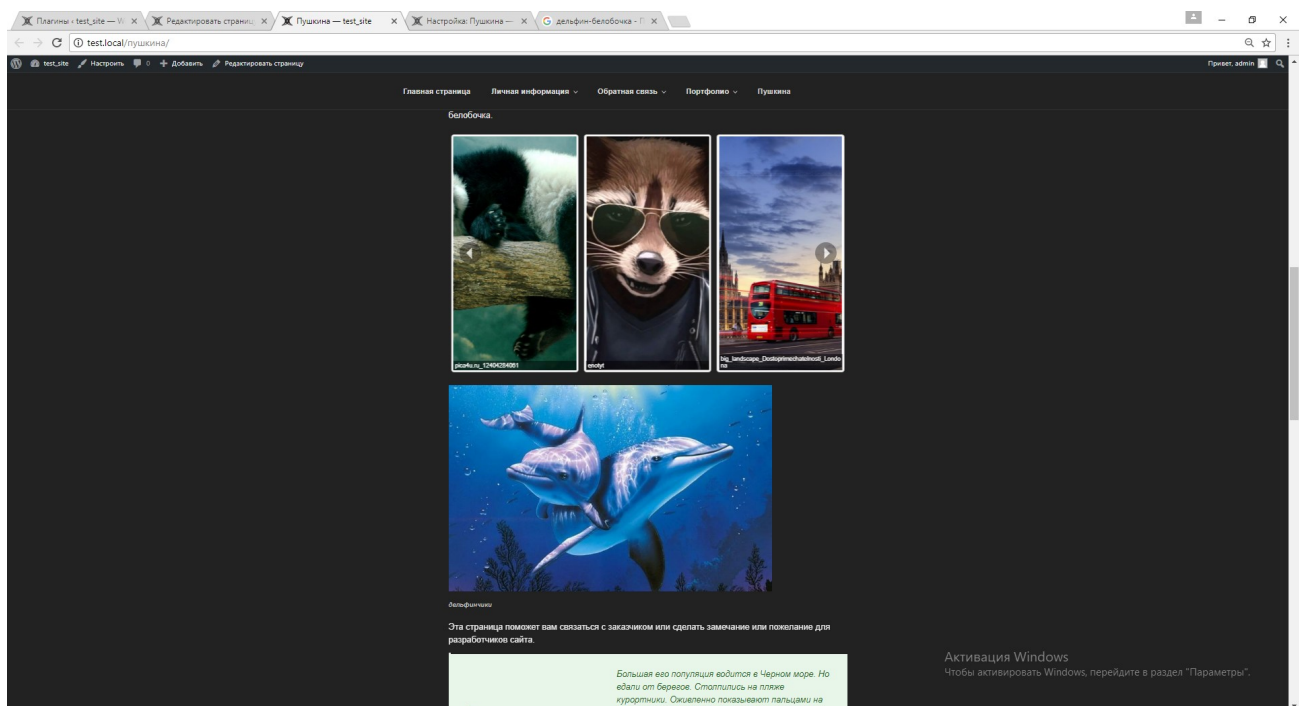 Плагины ‹ test_site — W
Редактировать страниц
Пушкина — test_site
Настройка: Пушкина —
дельфин-белобочка - П
test.local/пушкина/
test_site Настроить 0 Добавить Редактировать страницу Привет, admin
Главная страница Личная информация Обратная связь Портфолио Пушкина
белобочка.
pica4u.ru_12404284061
enotyt
big_landscape_Dostoprimechatelnosti_Londo
na
дельфинчики
Эта страница поможет вам связаться с заказчиком или сделать замечание или пожелание для
разработчиков сайта.
Активация Windows
Чтобы активировать Windows, перейдите в раздел "Параметры".
Большая его популяция водится в Черном море. Но
едали от берегов. Столпились на пляже
курортники. Оживленно показывают пальцами на